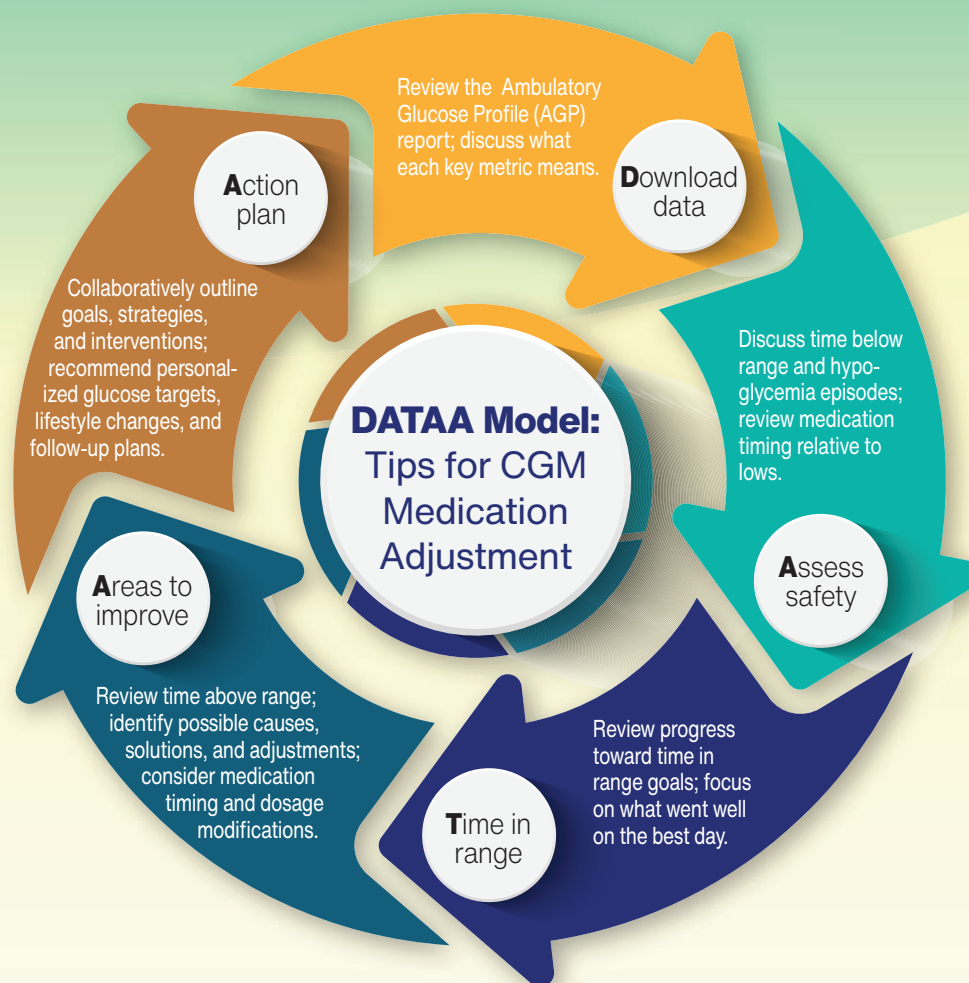 DATAA Model:
Tips for CGM
Medication
Adjustment
Review the Ambulatory
Glucose Profile (AGP)
report; discuss what
each key metric means.
Download
data
Discuss time below
range and hypo-
glycemia episodes;
review medication
timing relative to
lows.
Assess
safety
Review progress
toward time in
range goals; focus
on what went well
on the best day.
Time in
range
Review time above range;
identify possible causes,
solutions, and adjustments;
consider medication
timing and dosage
modifications.
Areas to
improve
Collaboratively outline
goals, strategies,
and interventions;
recommend personal-
ized glucose targets,
lifestyle changes, and
follow-up plans.
Action
plan